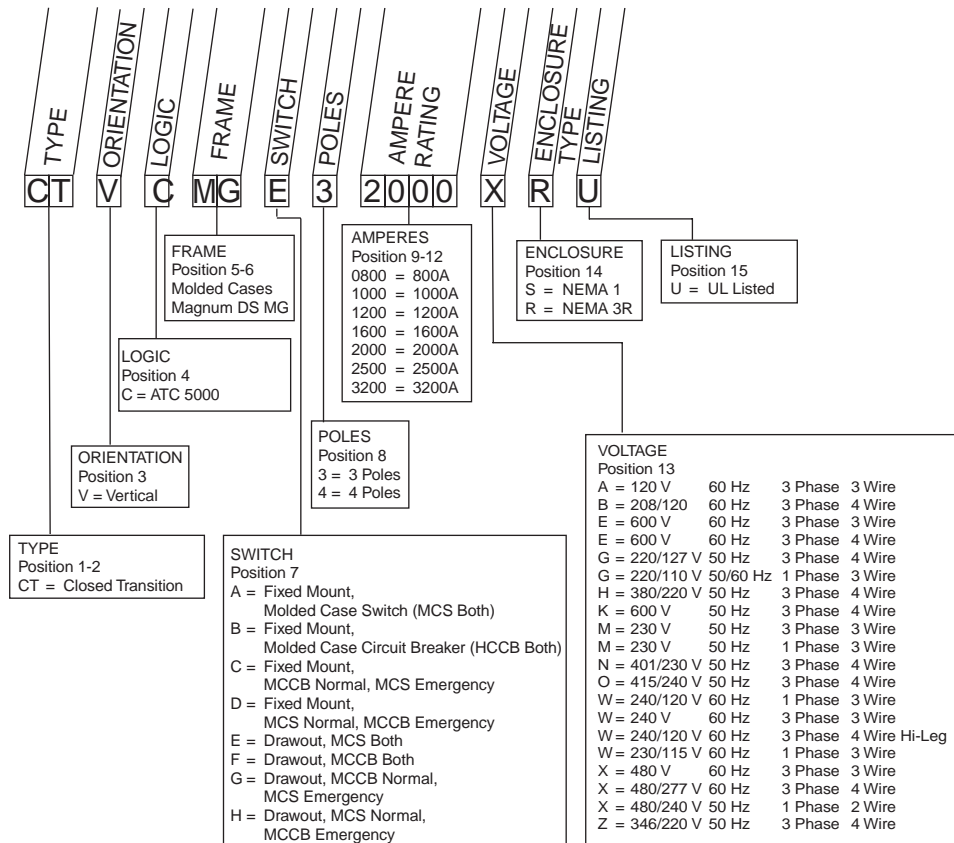 TYPE
ORIENTATION
LOGIC
FRAME
SWITCH
POLES
AMPERE
RATING
VOLTAGE
ENCLOSURE
TYPE
LISTING
CT V C MG E 3 2000 X R U
FRAME
Position 5-6
Molded Cases
Magnum DS MG
AMPERES
Position 9-12
0800 = 800A
1000 = 1000A
1200 = 1200A
1600 = 1600A
2000 = 2000A
2500 = 2500A
3200 = 3200A
ENCLOSURE
Position 14
S = NEMA 1
R = NEMA 3R
LISTING
Position 15
U = UL Listed
LOGIC
Position 4
C = ATC 5000
POLES
Position 8
3 = 3 Poles
4 = 4 Poles
ORIENTATION
Position 3
V = Vertical
TYPE
Position 1-2
CT = Closed Transition
SWITCH
Position 7
A = Fixed Mount,
Molded Case Switch (MCS Both)
B = Fixed Mount,
Molded Case Circuit Breaker (HCCB Both)
C = Fixed Mount,
MCCB Normal, MCS Emergency
D = Fixed Mount,
MCS Normal, MCCB Emergency
E = Drawout, MCS Both
F = Drawout, MCCB Both
G = Drawout, MCCB Normal,
MCS Emergency
H = Drawout, MCS Normal,
MCCB Emergency
VOLTAGE
Position 13
A = 120 V 60 Hz 3 Phase 3 Wire
B = 208/120 60 Hz 3 Phase 4 Wire
E = 600 V 60 Hz 3 Phase 3 Wire
E = 600 V 60 Hz 3 Phase 4 Wire
G = 220/127 V 50 Hz 3 Phase 4 Wire
G = 220/110 V 50/60 Hz 1 Phase 3 Wire
H = 380/220 V 50 Hz 3 Phase 4 Wire
K = 600 V 50 Hz 3 Phase 4 Wire
M = 230 V 50 Hz 3 Phase 3 Wire
M = 230 V 50 Hz 1 Phase 3 Wire
N = 401/230 V 50 Hz 3 Phase 4 Wire
O = 415/240 V 50 Hz 3 Phase 4 Wire
W = 240/120 V 60 Hz 1 Phase 3 Wire
W = 240 V 60 Hz 3 Phase 3 Wire
W = 240/120 V 60 Hz 3 Phase 4 Wire Hi-Leg
W = 230/115 V 60 Hz 1 Phase 3 Wire
X = 480 V 60 Hz 3 Phase 3 Wire
X = 480/277 V 60 Hz 3 Phase 4 Wire
X = 480/240 V 50 Hz 1 Phase 2 Wire
Z = 346/220 V 50 Hz 3 Phase 4 Wire